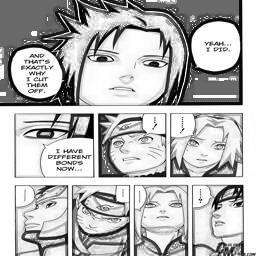 YEAH...
I DID.
AND
THAT'S
EXACTLY
WHY
I CUT
THEM
OFF.
I HAVE
DIFFERENT
BONDS
NOW...